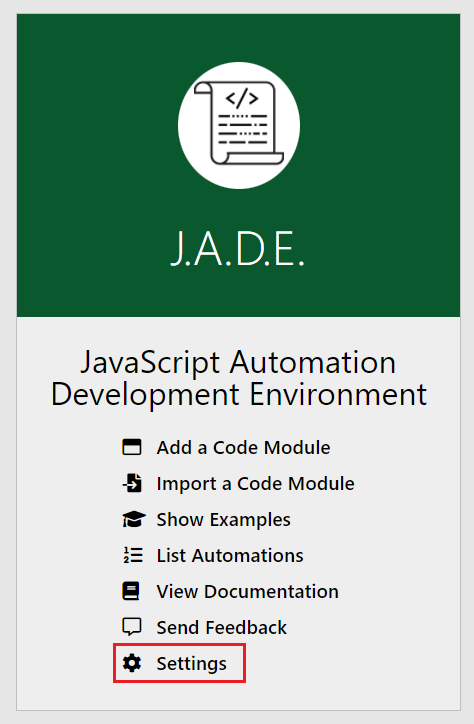 </>
J.A.D.E.
JavaScript Automation
Development Environment
Add a Code Module
Import a Code Module
Show Examples
List Automations
View Documentation
Send Feedback
Settings